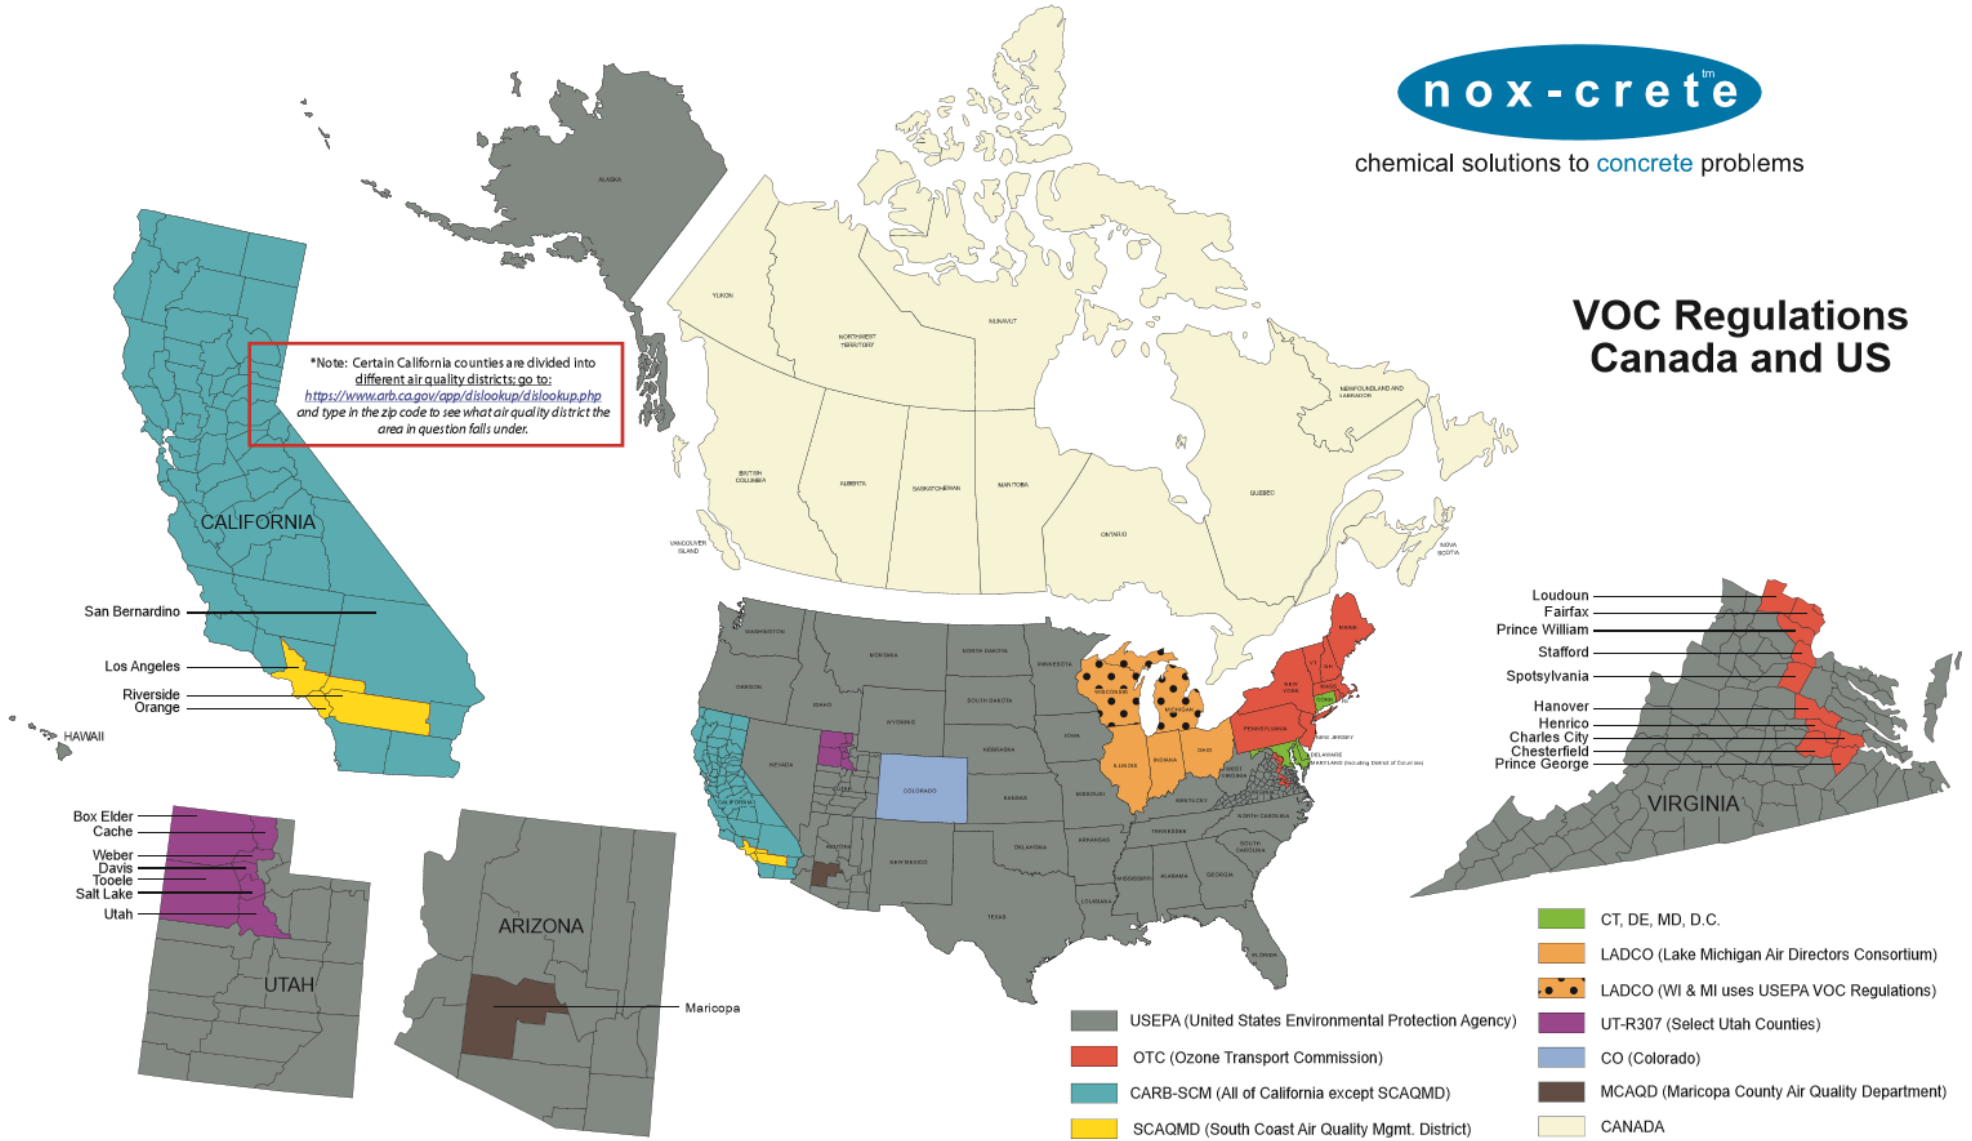 nox-crete™
chemical solutions to concrete problems
VOC Regulations
Canada and US
ALASKA
YUKON
NORTHWEST
TERRITORY
NUNAVUT
*Note: Certain California counties are divided into
different air quality districts; go to:
https://www.arb.ca.gov/app/dislookup/dislookup.php
and type in the zip code to see what air quality district the
area in question falls under.
NEWFOUNDLAND AND
LABRADOR
BRITISH
COLUMBIA
ALBERTA
SASKATCHEWAN
MANITOBA
ONTARIO
QUEBEC
VANCOUVER
ISLAND
NOVA
SCOTIA
CALIFORNIA
San Bernardino
Los Angeles
Riverside
Orange
HAWAII
WASHINGTON
OREGON
IDAHO
MONTANA
WYOMING
NORTH DAKOTA
SOUTH DAKOTA
MINNESOTA
WISCONSIN
MICHIGAN
NEBRASKA
IOWA
NEVADA
UTAH
COLORADO
KANSAS
MISSOURI
ILLINOIS
INDIANA
OHIO
KENTUCKY
WEST
VIRGINIA
CALIFORNIA
ARIZONA
NEW MEXICO
OKLAHOMA
ARKANSAS
TENNESSEE
NORTH CAROLINA
SOUTH
CAROLINA
TEXAS
LOUISIANA
MISSISSIPPI
ALABAMA
GEORGIA
FLORIDA
MAINE
VT
NH
NEW
YORK
MASS
CONN
RI
PENNSYLVANIA
NEW JERSEY
DELAWARE
MARYLAND (Including District of Columbia)
Loudoun
Fairfax
Prince William
Stafford
Spotsylvania
Hanover
Henrico
Charles City
Chesterfield
Prince George
VIRGINIA
Box Elder
Cache
Weber
Davis
Tooele
Salt Lake
Utah
UTAH
ARIZONA
Maricopa
USEPA (United States Environmental Protection Agency)
OTC (Ozone Transport Commission)
CARB-SCM (All of California except SCAQMD)
SCAQMD (South Coast Air Quality Mgmt. District)
CT, DE, MD, D.C.
LADCO (Lake Michigan Air Directors Consortium)
LADCO (WI & MI uses USEPA VOC Regulations)
UT-R307 (Select Utah Counties)
CO (Colorado)
MCAQD (Maricopa County Air Quality Department)
CANADA